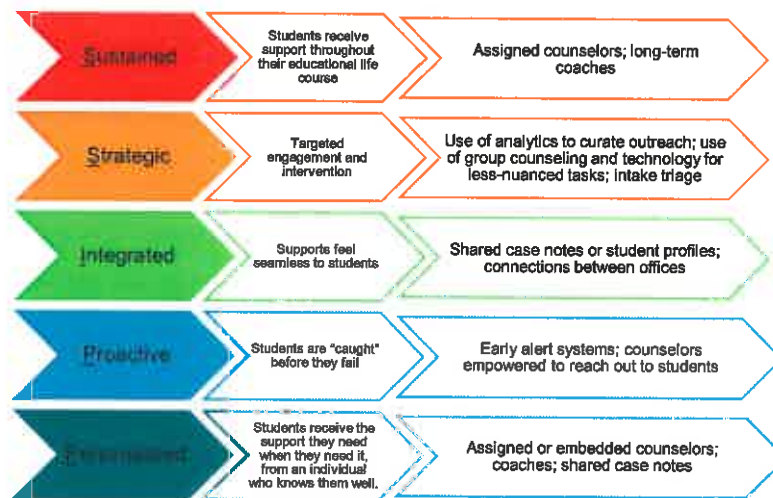 Sustained
Students receive
support throughout
their educational life
course
Assigned counselors; long-term
coaches
Strategic
Targeted
engagement and
intervention
Use of analytics to curate outreach; use
of group counseling and technology for
less-nuanced tasks; intake triage
Integrated
Supports feel
seamless to students
Shared case notes or student profiles;
connections between offices
Proactive
Students are “caught”
before they fail
Early alert systems; counselors
empowered to reach out to students
Personalized
Students receive the
support they need
when they need it,
from an individual
who knows them well.
Assigned or embedded counselors;
coaches; shared case notes